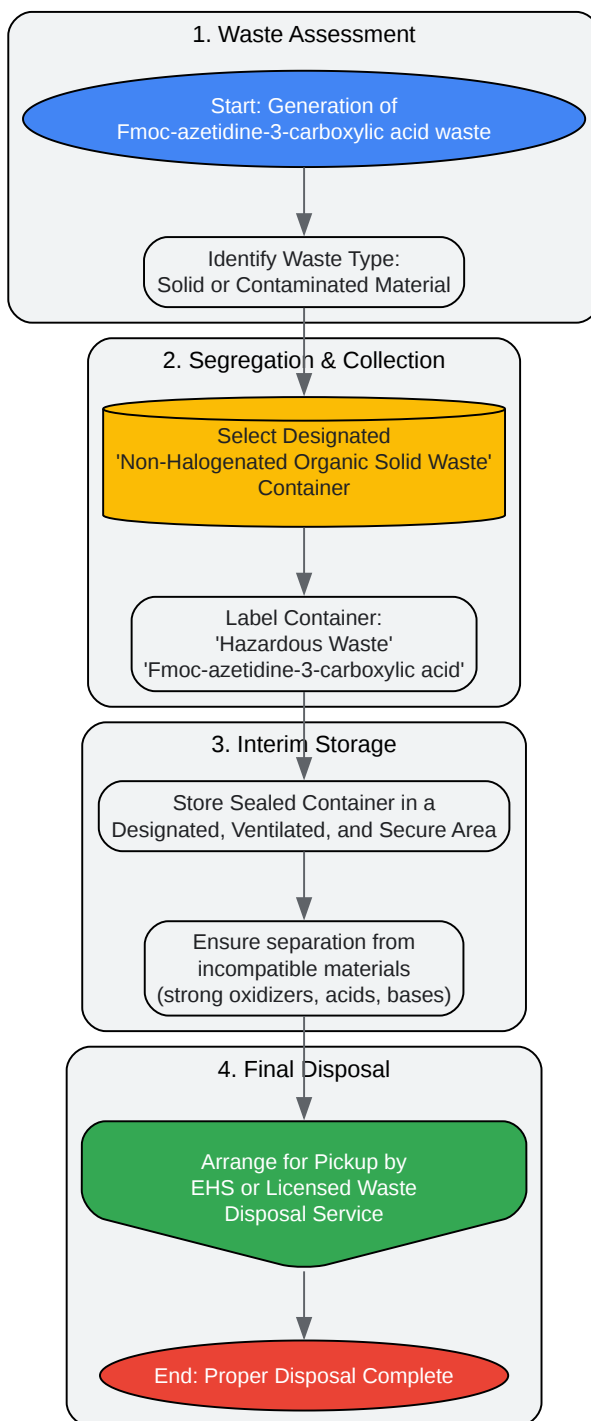 1. Waste Assessment
Start: Generation of
Fmoc-azetidine-3-carboxylic acid waste
Identify Waste Type:
Solid or Contaminated Material
2. Segregation & Collection
Select Designated
'Non-Halogenated Organic Solid Waste'
Container
Label Container:
'Hazardous Waste'
'Fmoc-azetidine-3-carboxylic acid'
3. Interim Storage
Store Sealed Container in a
Designated, Ventilated, and Secure Area
Ensure separation from
incompatible materials
(strong oxidizers, acids, bases)
4. Final Disposal
Arrange for Pickup by
EHS or Licensed Waste
Disposal Service
End: Proper Disposal Complete